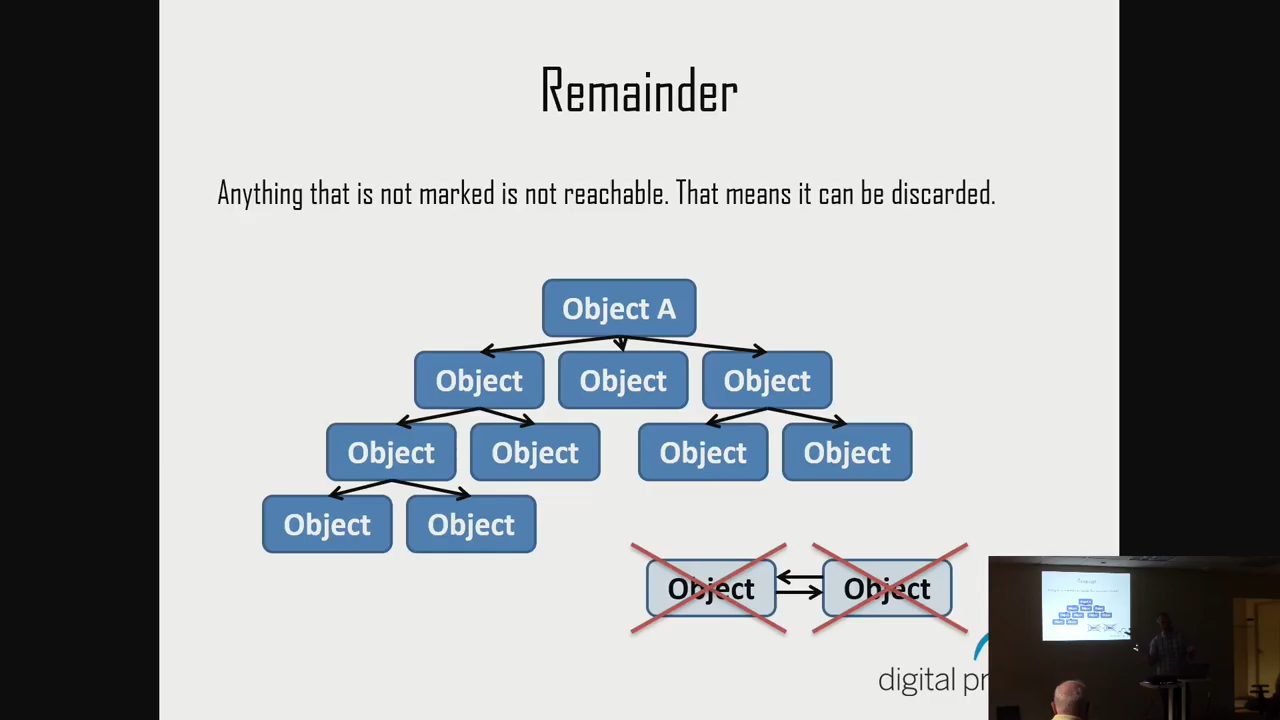 Remainder
Anything that is not marked is not reachable. That means it can be discarded.
Object A
Object Object Object
Object Object Object Object
Object Object
Object Object
digital